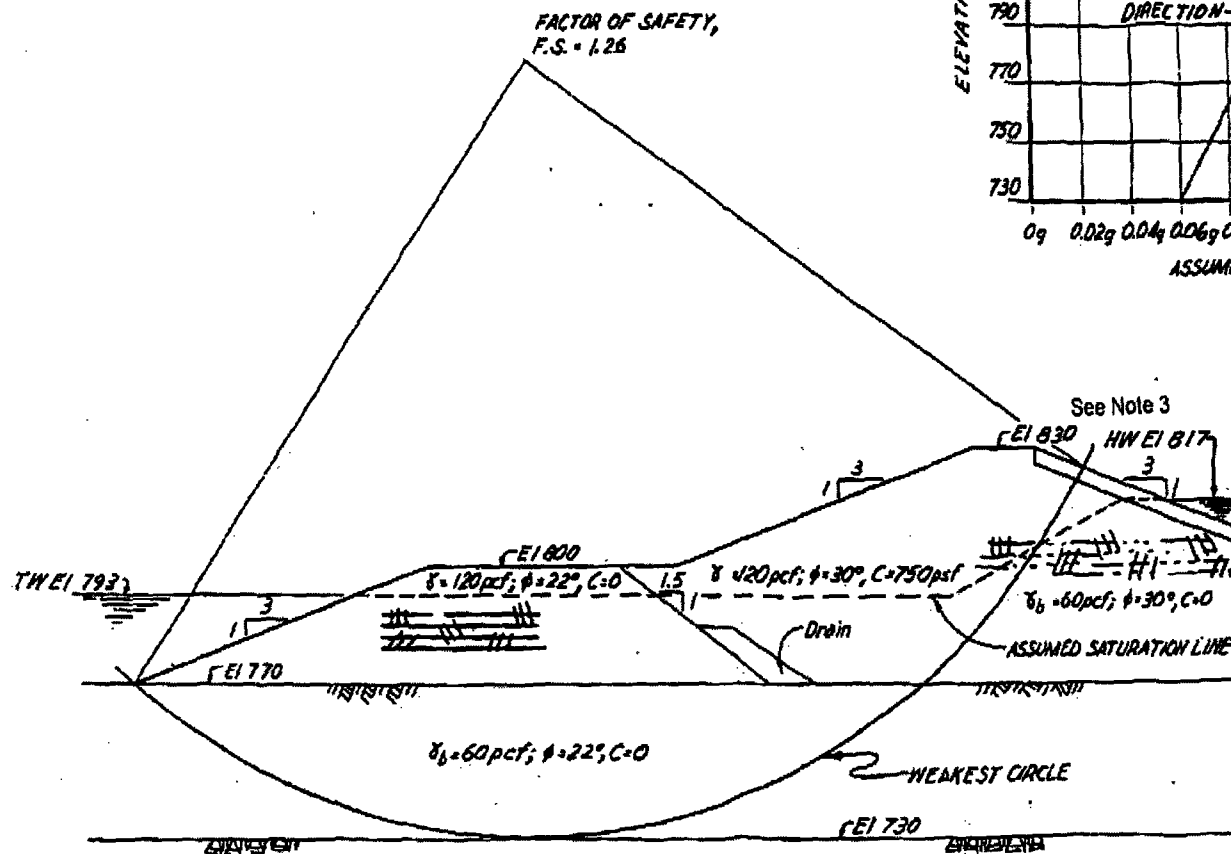 FACTOR OF SAFETY,
F.S. = 1.26
790
DIRECTION-
770
750
730
0g 0.02g 0.04g 0.06g
ASSUM
See Note 3
El 830
HW El 817
3
1
3
1
El 800
TW El 793
γ = 120 pcf; φ = 22°, C=0
1.5
1
γ = 120 pcf; φ = 30°, C=750 psf
γb = 60 pcf; φ = 30°, C=0
3
1
Drain
ASSUMED SATURATION LINE
El 770
γb = 60 pcf; φ = 22°, C=0
WEAKEST CIRCLE
El 730